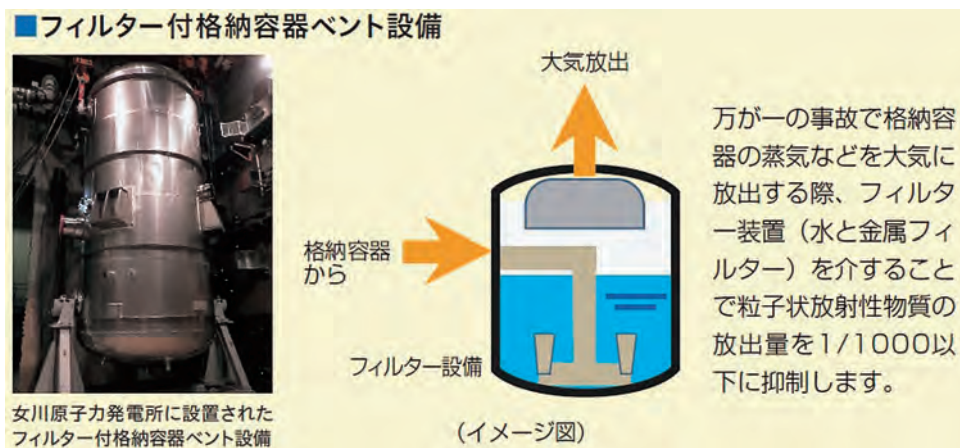 ■フィルター付格納容器ベント設備
大気放出
格納容器
から
フィルター設備
(イメージ図)
女川原子力発電所に設置された
フィルター付格納容器ベント設備
万が一の事故で格納容
器の蒸気などを大気に
放出する際、フィルタ
ー装置（水と金属フィ
ルター）を介すること
で粒子状放射性物質の
放出量を1/1000以
下に抑制します。